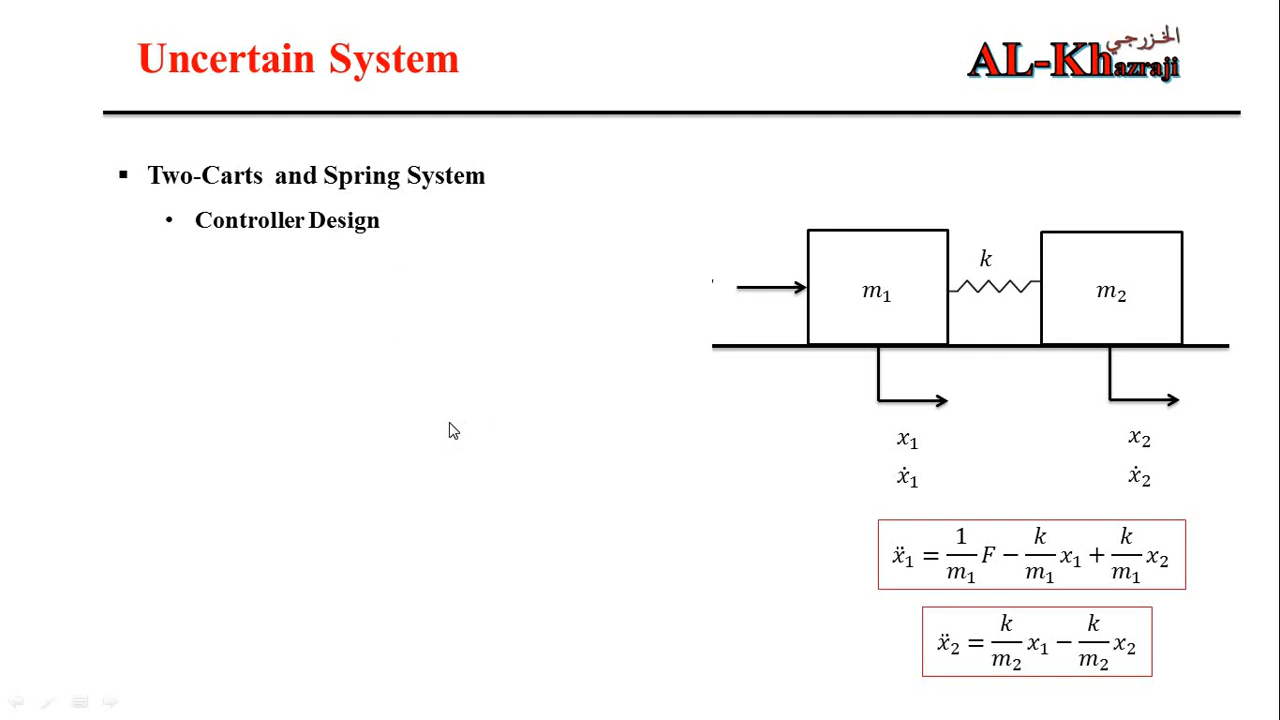 Uncertain System
الخزرجي
AL-Khazraji
▪ Two-Carts and Spring System
• Controller Design
k
m₁
m₂
x₁
x₂
ẋ₁
ẋ₂
ẍ₁ = 1/m₁ F − k/m₁ x₁ + k/m₁ x₂
ẍ₂ = k/m₂ x₁ − k/m₂ x₂